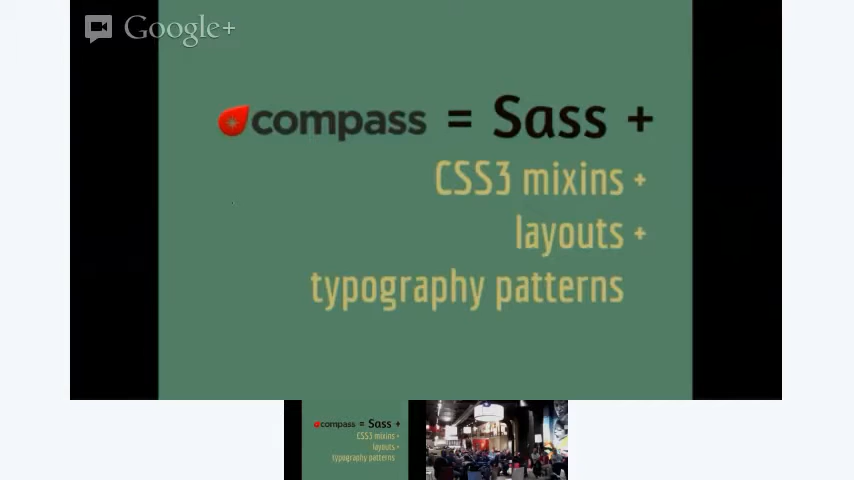 Google+
compass = Sass +
CSS3 mixins +
layouts +
typography patterns
compass = Sass +
CSS3 mixins +
layouts +
typography patterns